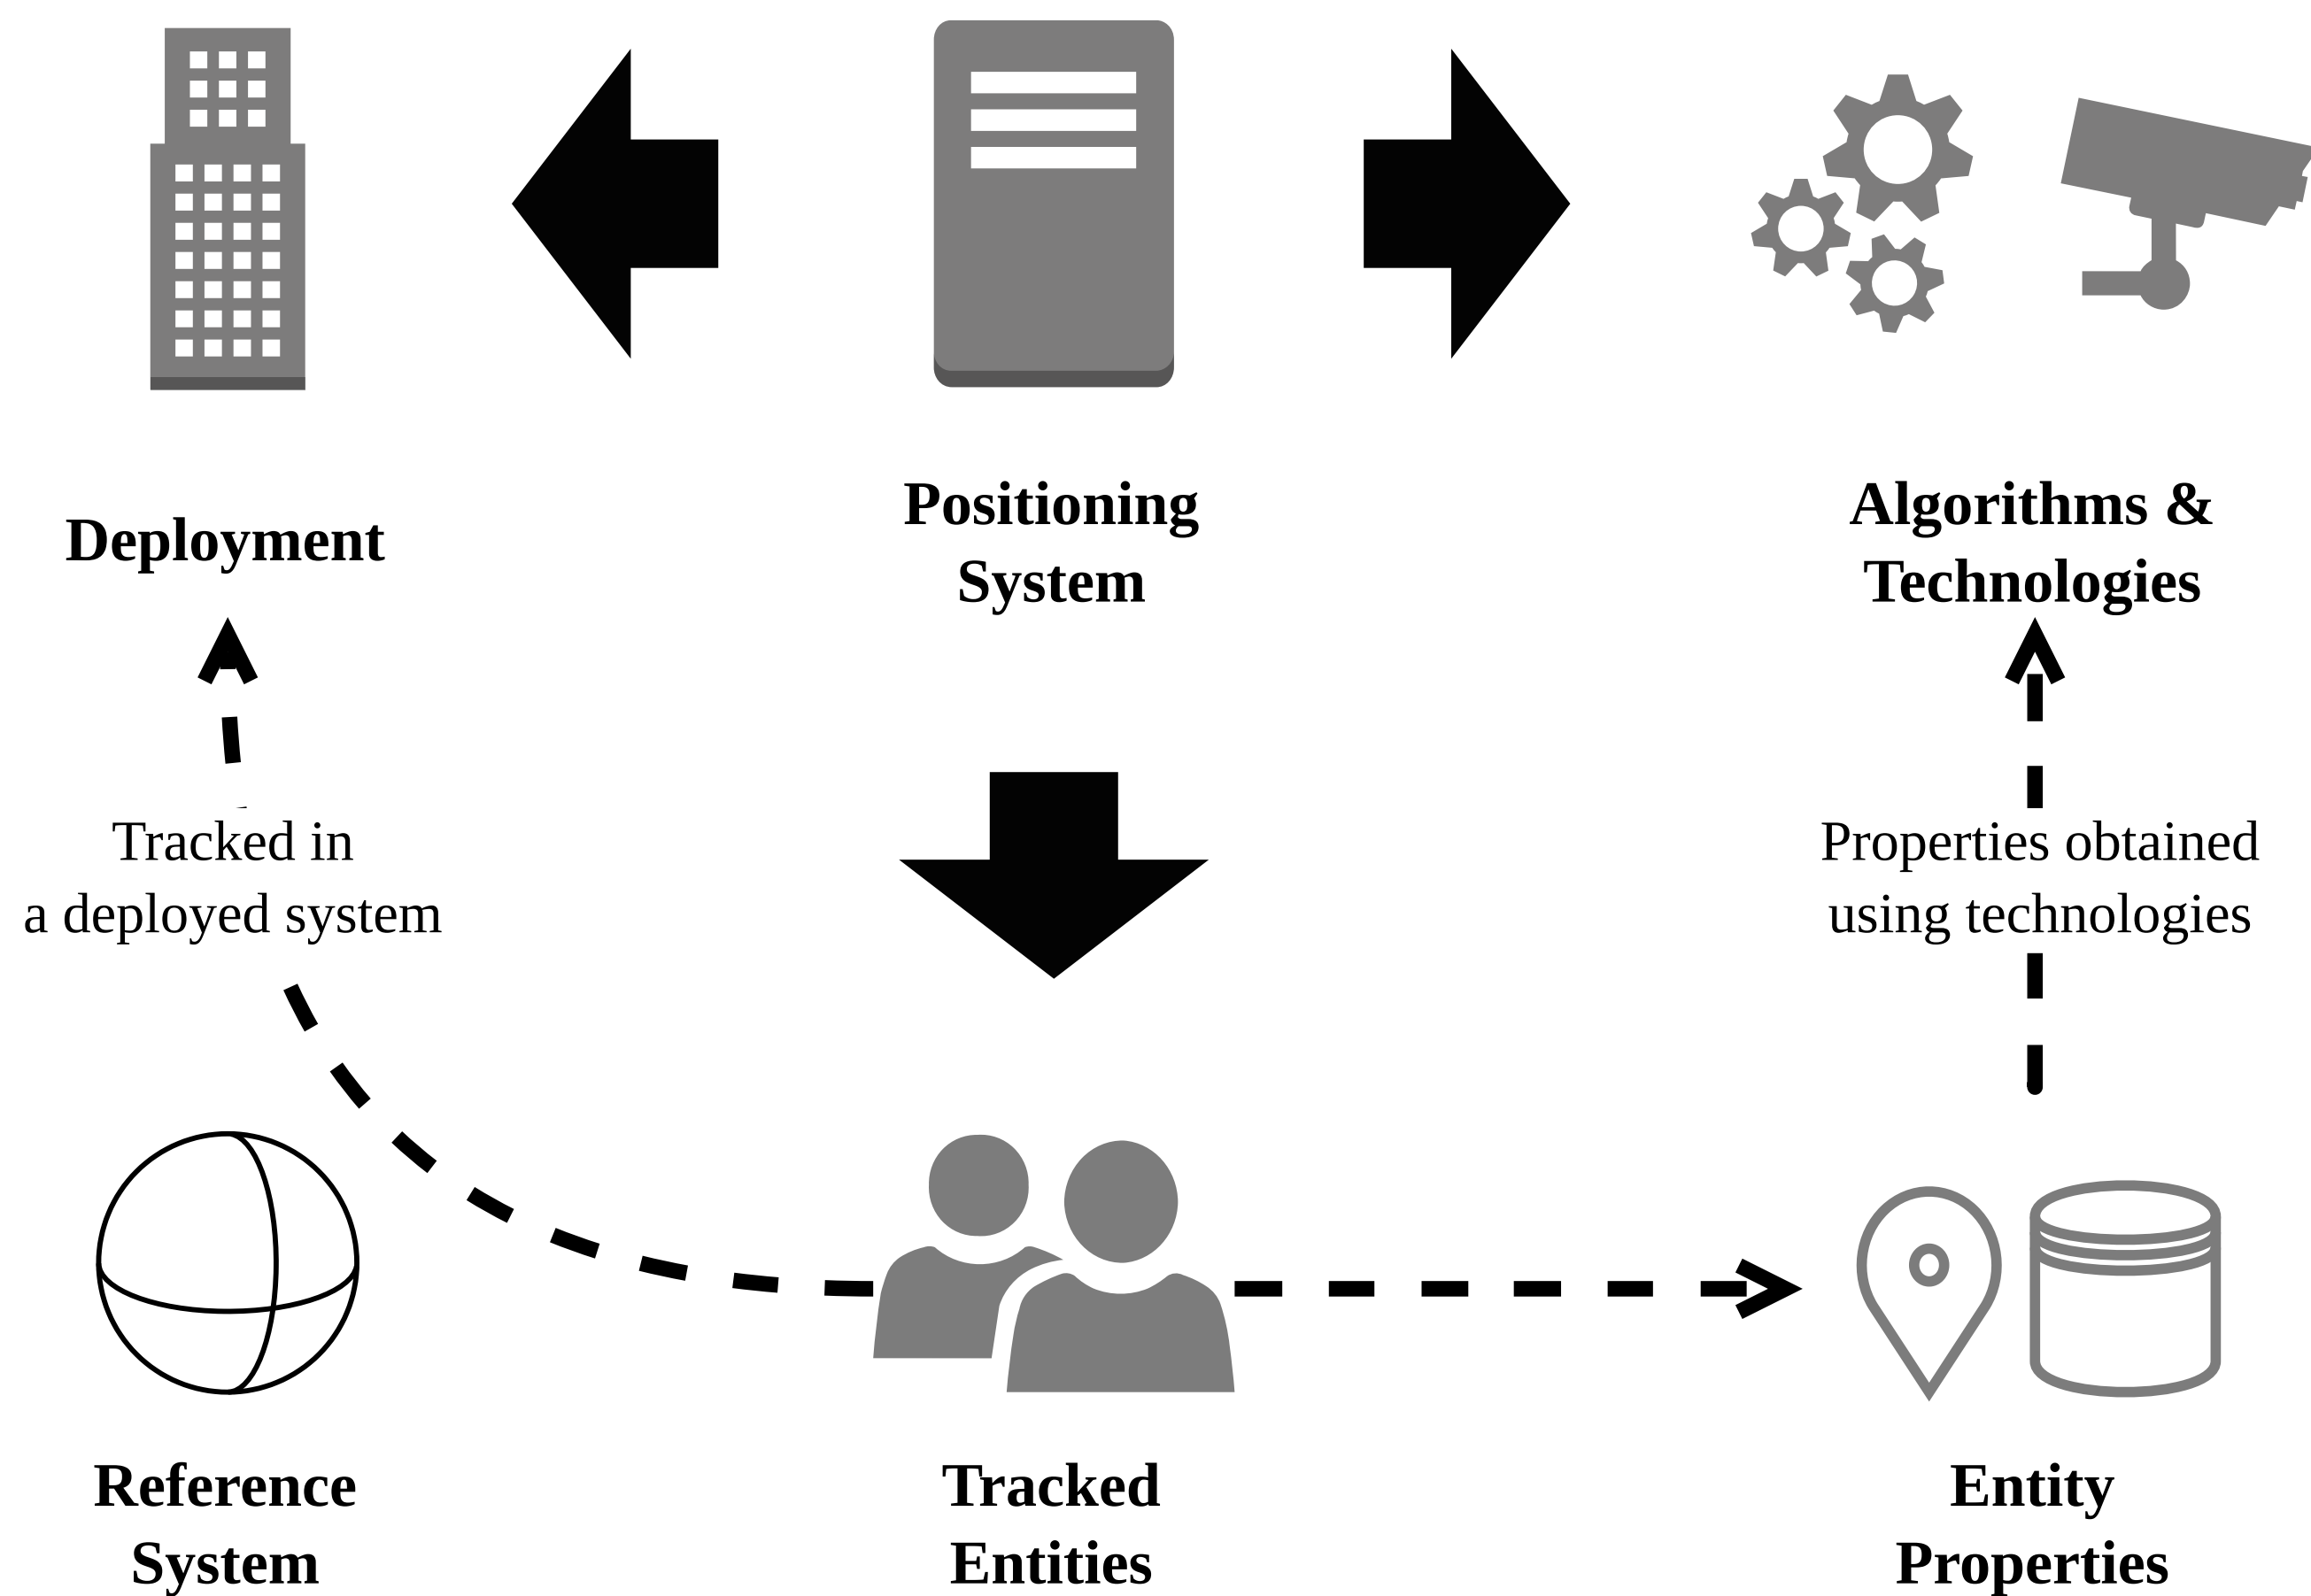 Deployment
Positioning
System
Algorithms &
Technologies
Tracked in
a deployed system
Properties obtained
using technologies
Reference
System
Tracked
Entities
Entity
Properties